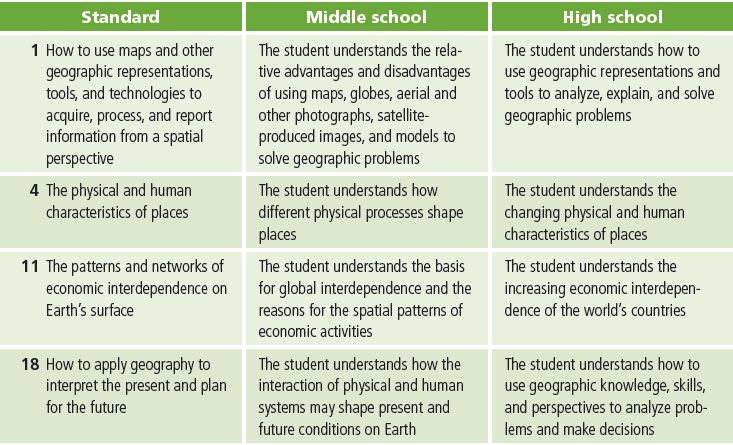 Standard
Middle school
High school
1 How to use maps and other
geographic representations,
tools, and technologies to
acquire, process, and report
information from a spatial
perspective
The student understands the rela-
tive advantages and disadvantages
of using maps, globes, aerial and
other photographs, satellite-
produced images, and models to
solve geographic problems
The student understands how to
use geographic representations and
tools to analyze, explain, and solve
geographic problems
4 The physical and human
characteristics of places
The student understands how
different physical processes shape
places
The student understands the
changing physical and human
characteristics of places
11 The patterns and networks of
economic interdependence on
Earth's surface
The student understands the basis
for global interdependence and the
reasons for the spatial patterns of
economic activities
The student understands the
increasing economic interdepen-
dence of the world's countries
18 How to apply geography to
interpret the present and plan
for the future
The student understands how the
interaction of physical and human
systems may shape present and
future conditions on Earth
The student understands how to
use geographic knowledge, skills,
and perspectives to analyze prob-
lems and make decisions